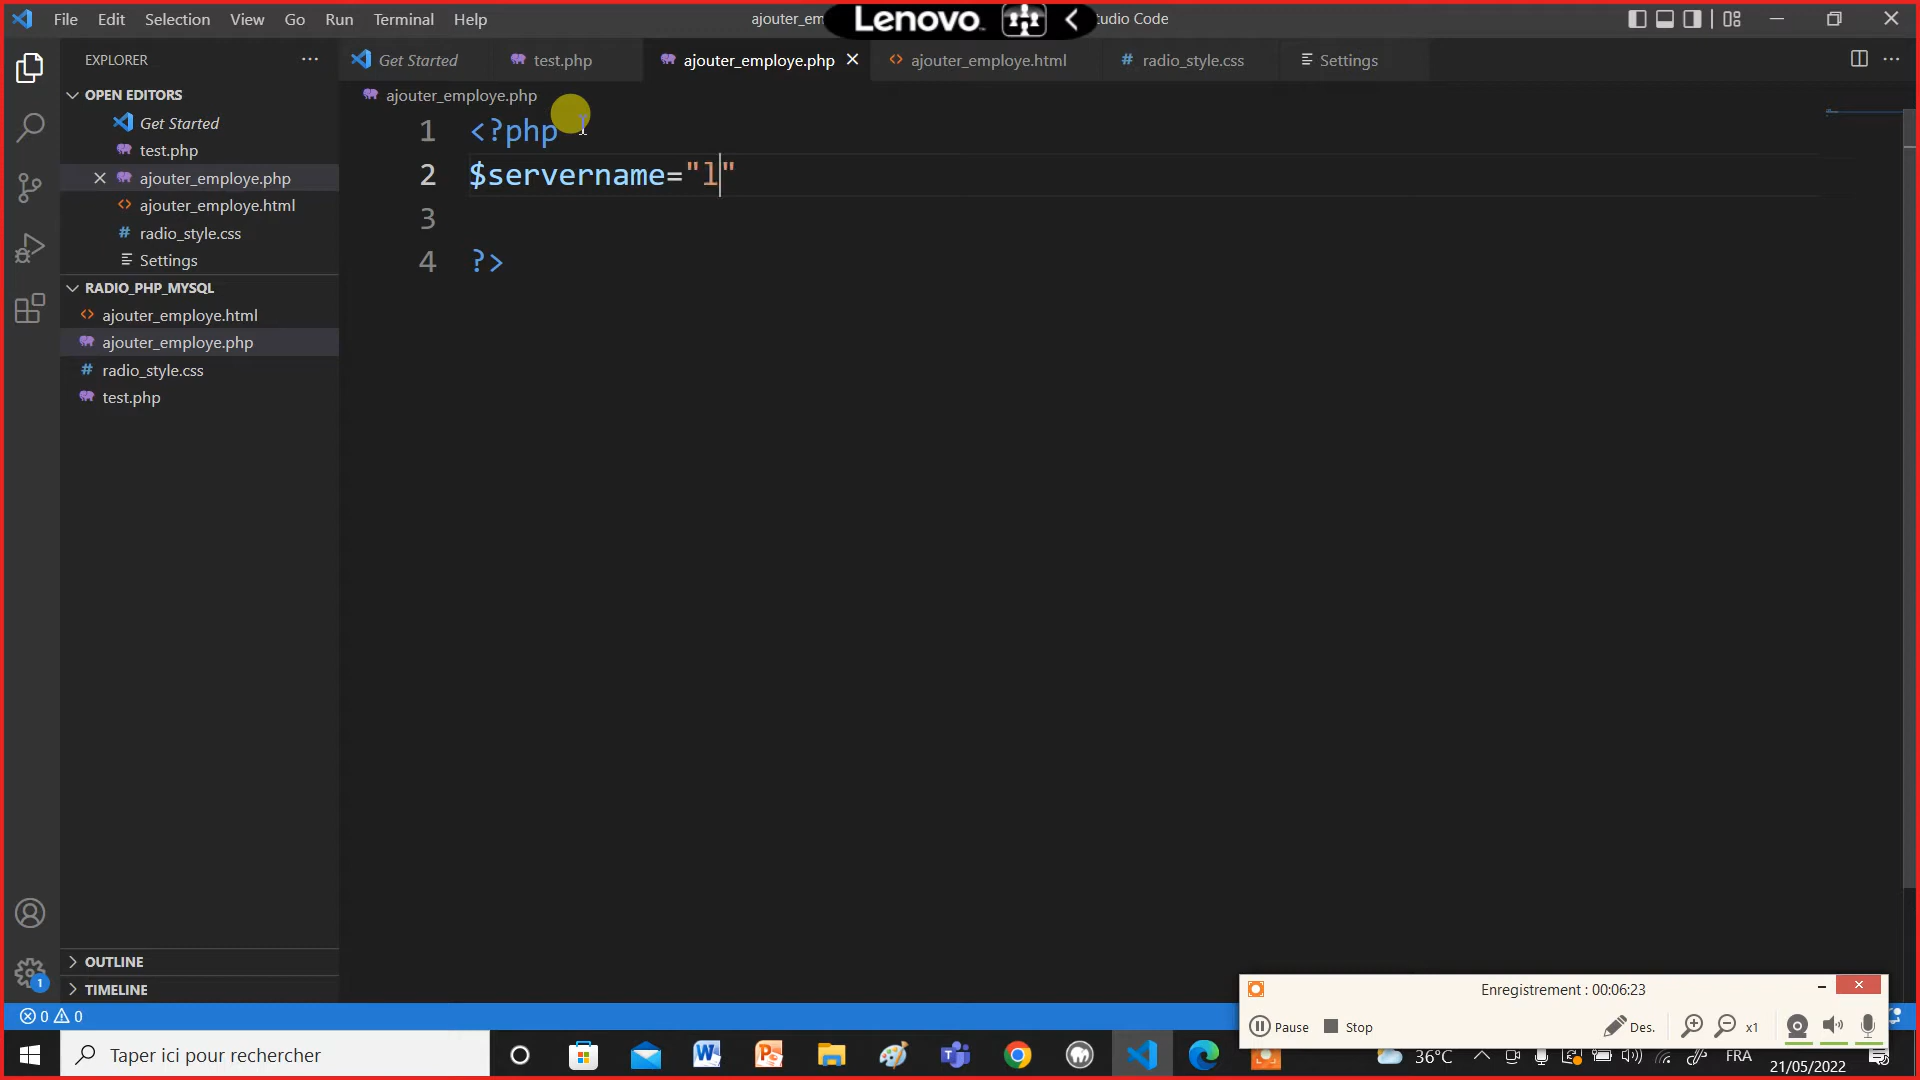 File Edit Selection View Go Run Terminal Help
ajouter_em
Lenovo
tudio Code
EXPLORER
Get Started
test.php
ajouter_employe.php
ajouter_employe.html
radio_style.css
Settings
OPEN EDITORS
Get Started
test.php
ajouter_employe.php
ajouter_employe.html
radio_style.css
Settings
RADIO_PHP_MYSQL
ajouter_employe.html
ajouter_employe.php
radio_style.css
test.php
OUTLINE
TIMELINE
ajouter_employe.php
1 <?php
2 $servername="l"
3
4 ?>
1
0 0
Enregistrement : 00:06:23
Pause Stop Des. x1
Taper ici pour rechercher
36°C FRA
21/05/2022